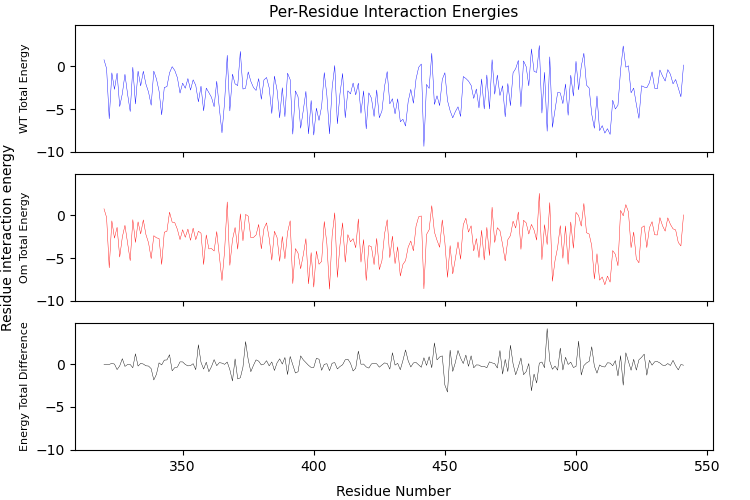 Per-Residue Interaction Energies
Residue interaction energy
WT Total Energy
0
−5
−10
Om Total Energy
0
−5
−10
Energy Total Difference
0
−5
−10
350
400
450
500
550
Residue Number